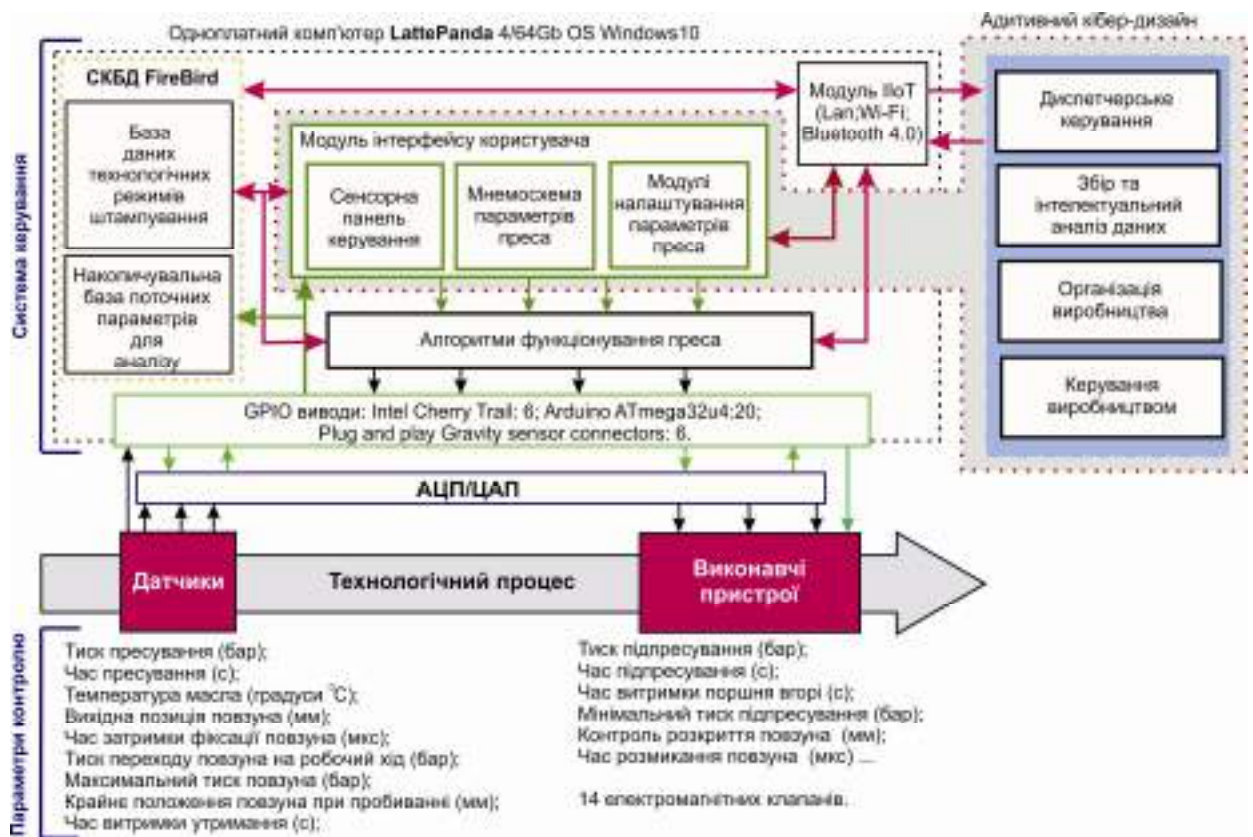 Одноплатний комп'ютер LattePanda 4/64Gb OS Windows10
Адитивний кібер-дизайн
Система керування
СКБД FireBird
База
даних
технологічних
режимів
штампування
Накопичувальна
база поточних
параметрів
для
аналізу
Модуль інтерфейсу користувача
Сенсорна
панель
керування
Мнемосхема
параметрів
преса
Модулі
налаштування
параметрів
преса
Модуль IIoT
(Lan;Wi-Fi;
Bluetooth 4.0)
Диспетчерське
керування
Збір та
інтелектуальний
аналіз даних
Організація
виробництва
Керування
виробництвом
Алгоритми функціонування преса
GPIO виводи: Intel Cherry Trail: 6; Arduino ATmega32u4;20;
Plug and play Gravity sensor connectors: 6.
АЦП/ЦАП
Датчики
Технологічний процес
Виконавчі
пристрої
Параметри контролю
Тиск пресування (бар);
Час пресування (с);
Температура масла (градуси °С);
Вихідна позиція повзуна (мм);
Час затримки фіксації повзуна (мкс);
Тиск переходу повзуна на робочий хід (бар);
Максимальний тиск повзуна (бар);
Крайнє положення повзуна при пробиванні (мм);
Час витримки утримання (с);
Тиск підпресування (бар);
Час підпресування (с);
Час витримки поршня вгорі (с);
Мінімальний тиск підпресування (бар);
Контроль розкриття повзуна (мм);
Час розмикання повзуна (мкс) ...
14 електромагнітних клапанів.